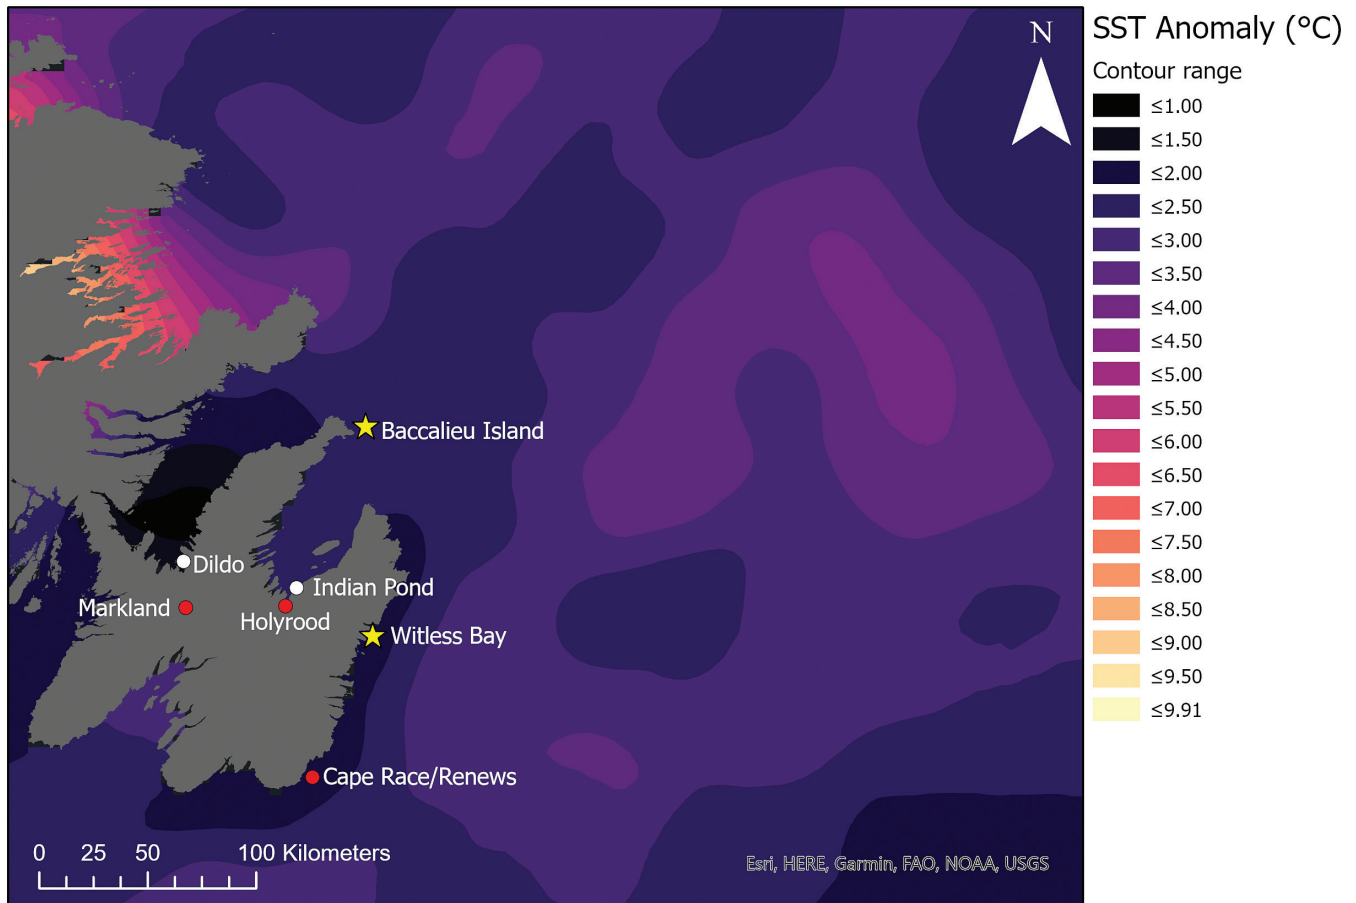 N
SST Anomaly (°C)
Contour range
≤1.00
≤1.50
≤2.00
≤2.50
≤3.00
≤3.50
≤4.00
≤4.50
≤5.00
≤5.50
≤6.00
≤6.50
≤7.00
≤7.50
≤8.00
≤8.50
≤9.00
≤9.50
≤9.91
Baccalieu Island
Dildo
Indian Pond
Markland
Holyrood
Witless Bay
Cape Race/Renews
0 25 50 100 Kilometers
Esri, HERE, Garmin, FAO, NOAA, USGS